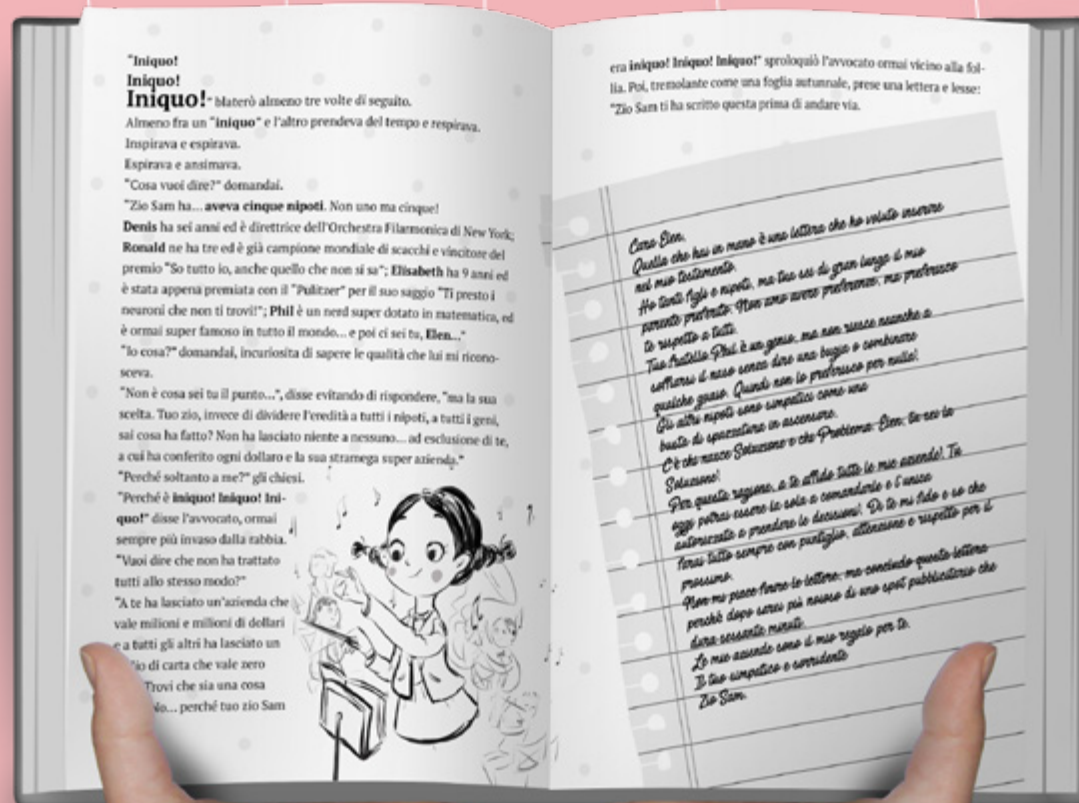 "Iniquo!
Iniquo!
Iniquo!" blaterò almeno tre volte di seguito.
Almeno fra un "iniquo" e l'altro prendeva del tempo e respirava.
Inspirava e espirava.
Espirava e ansimava.
"Cosa vuoi dire?" domandai.
"Zio Sam ha... aveva cinque nipoti. Non uno ma cinque!
Denis ha sei anni ed è direttrice dell'Orchestra Filarmonica di New York;
Ronald ne ha tre ed è già campione mondiale di scacchi e vincitore del
premio "So tutto io, anche quello che non si sa"; Elisabeth ha 9 anni ed
è stata appena premiata con il "Pulitzer" per il suo saggio "Ti presto i
neuroni che non ti trovi!"; Phil è un nerd super dotato in matematica, ed
è ormai super famoso in tutto il mondo... e poi ci sei tu, Elen..."
"Io cosa?" domandai, incuriosita di sapere le qualità che lui mi ricono-
sceva.
"Non è cosa sei tu il punto...", disse evitando di rispondere, "ma la sua
scelta. Tuo zio, invece di dividere l'eredità a tutti i nipoti, a tutti i geni,
sai cosa ha fatto? Non ha lasciato niente a nessuno... ad esclusione di te,
a cui ha conferito ogni dollaro e la sua stramega super azienda."
"Perché soltanto a me?" gli chiesi.
"Perché è iniquo! Iniquo! Ini-
quo!" disse l'avvocato, ormai
sempre più invaso dalla rabbia.
"Vuoi dire che non ha trattato
tutti allo stesso modo?"
"A te ha lasciato un'azienda che
vale milioni e milioni di dollari
e a tutti gli altri ha lasciato un
di carta che vale zero
Trovi che sia una cosa
perché tuo zio Sam
era iniquo! Iniquo! Iniquo!" sproloquiò l'avvocato ormai vicino alla fol-
lia. Poi, tremolante come una foglia autunnale, prese una lettera e lesse:
"Zio Sam ti ha scritto questa prima di andare via.
Cara Elen,
Quella che hai in mano è una lettera che ho voluto inserire
nel mio testamento.
Ho tanti figli e nipoti, ma tua sei di gran lunga il mio
parente preferito. Non amo avere preferenze, ma preferisco
te rispetto a tutti.
Tuo fratello Phil è un genio, ma non riesce neanche a
soffiarsi il naso senza dire una bugia o combinare
qualche guaio. Quindi non lo preferisco per nulla!
Gli altri nipoti sono simpatici come una
busta di spazzatura in ascensore.
C'è chi nasce Soluzione e chi Problema. Elen, tu sei la
Soluzione!
Per questa ragione, a te affido tutte le mie aziende! Tu
oggi potrai essere la sola a comandarle e l'unica
autorizzata a prendere le decisioni! Di te mi fido e so che
farai tutto sempre con puntiglio, attenzione e rispetto per il
prossimo.
Non mi piace finire le lettere, ma concludo questa lettera
perché dopo sarei più noioso di uno spot pubblicitario che
dura sessanta minuti.
Le mie aziende sono il mio regalo per te.
Il tuo simpatico e sorridente
Zio Sam.